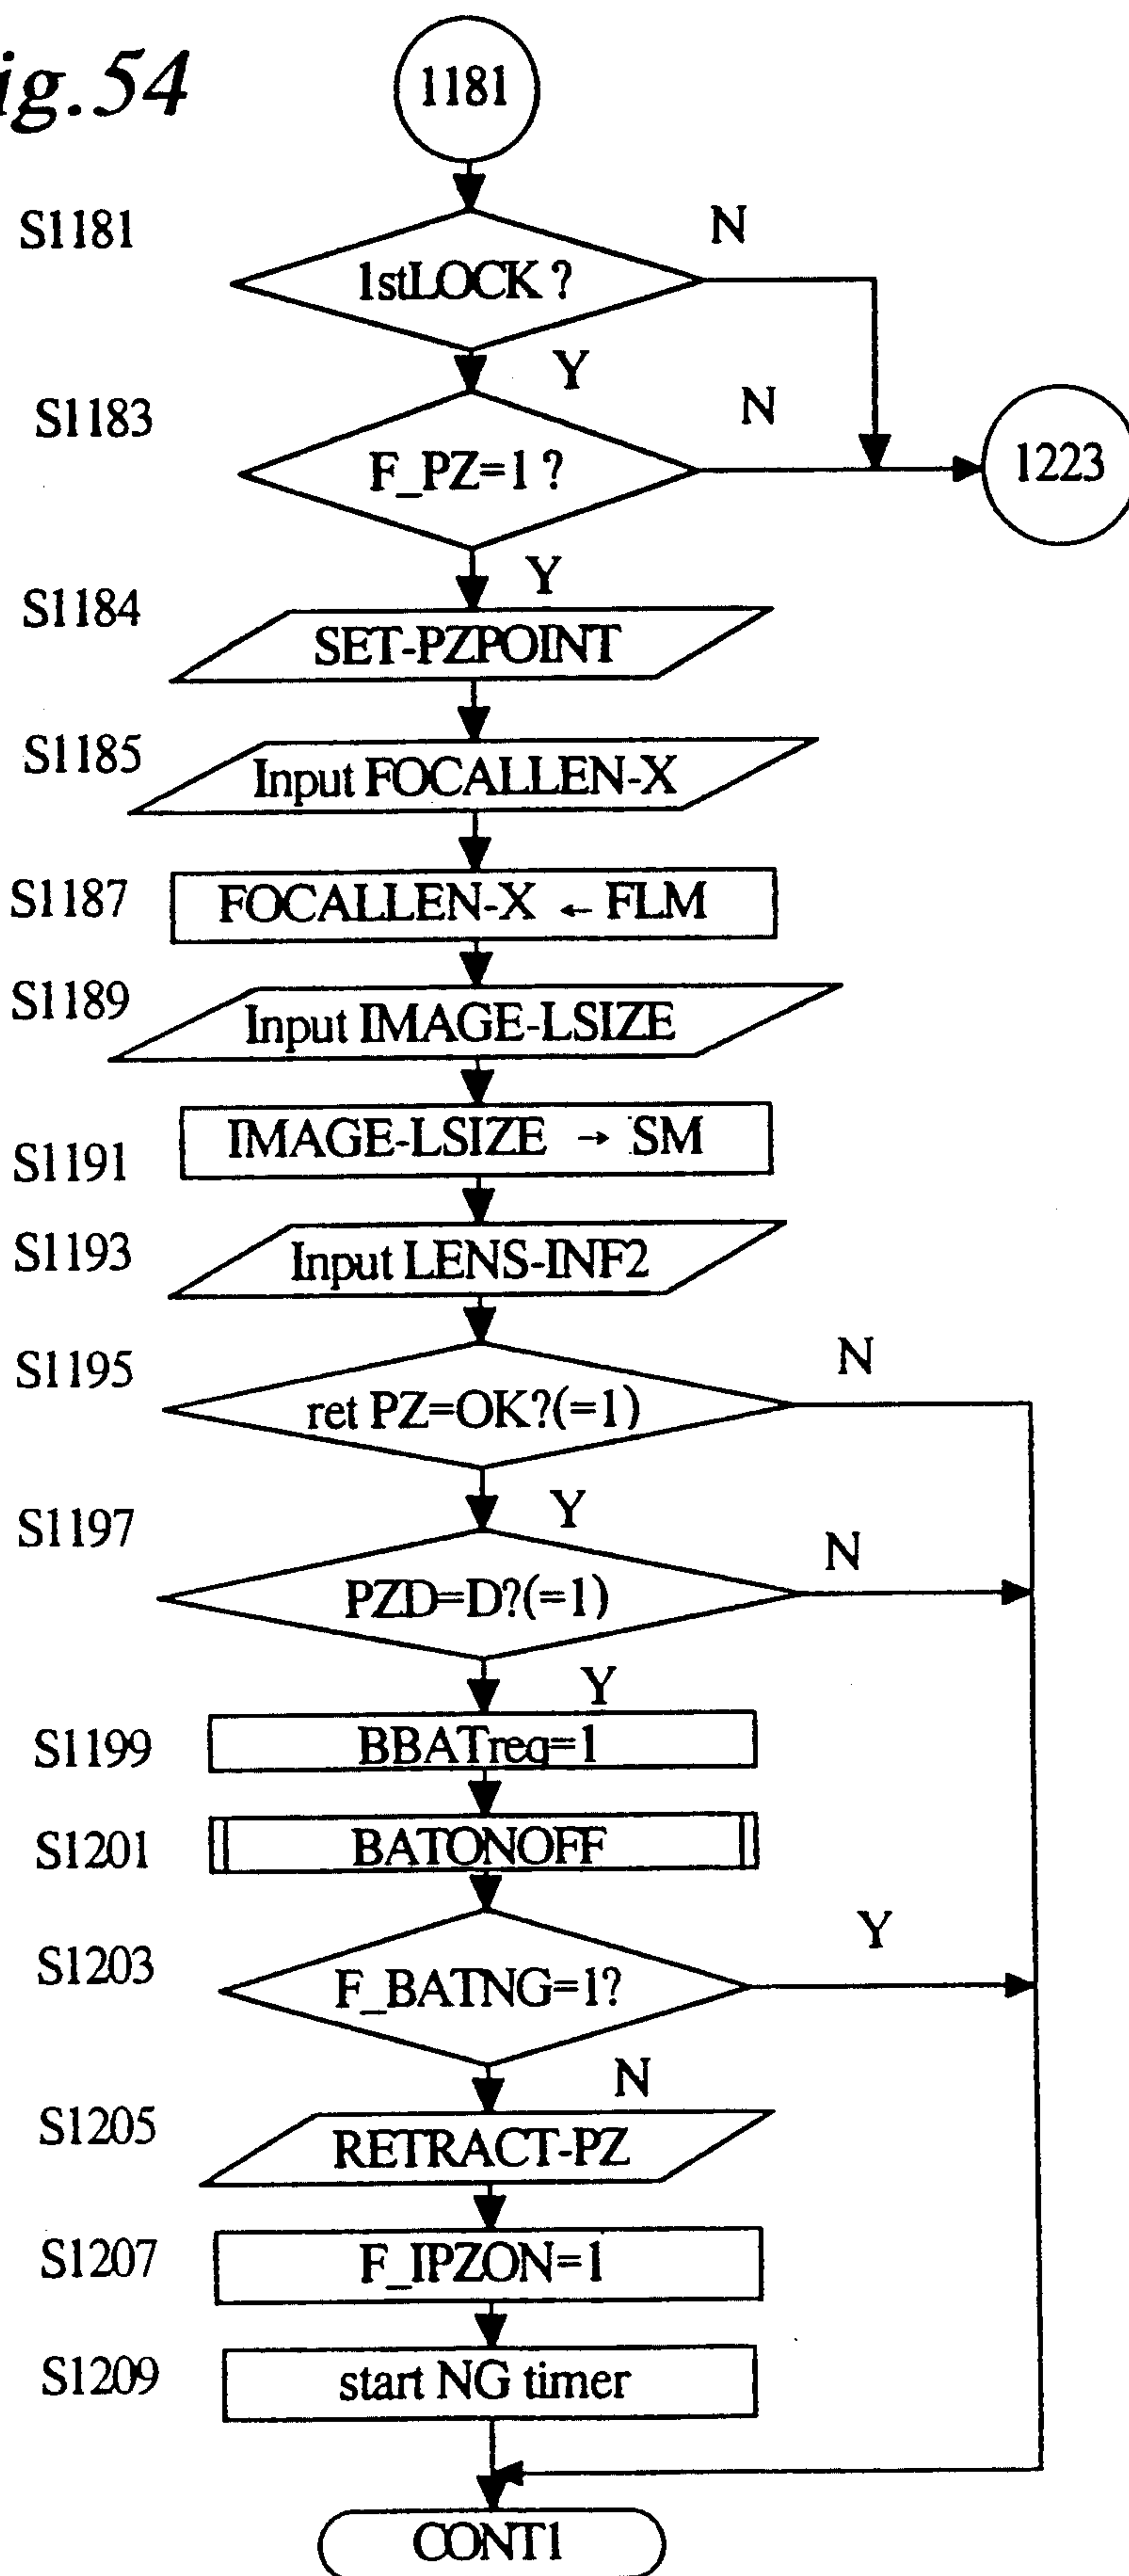 ig.54
1181
S1181
1stLOCK ?
N
Y
S1183
F_PZ=1 ?
N
1223
Y
S1184
SET-PZPOINT
S1185
Input FOCALLEN-X
S1187
FOCALLEN-X ← FLM
S1189
Input IMAGE-LSIZE
S1191
IMAGE-LSIZE → SM
S1193
Input LENS-INF2
S1195
ret PZ=OK?(=1)
N
Y
S1197
PZD=D?(=1)
N
Y
S1199
BBATreq=1
S1201
BATONOFF
S1203
F_BATNG=1?
Y
N
S1205
RETRACT-PZ
S1207
F_IPZON=1
S1209
start NG timer
CONT1